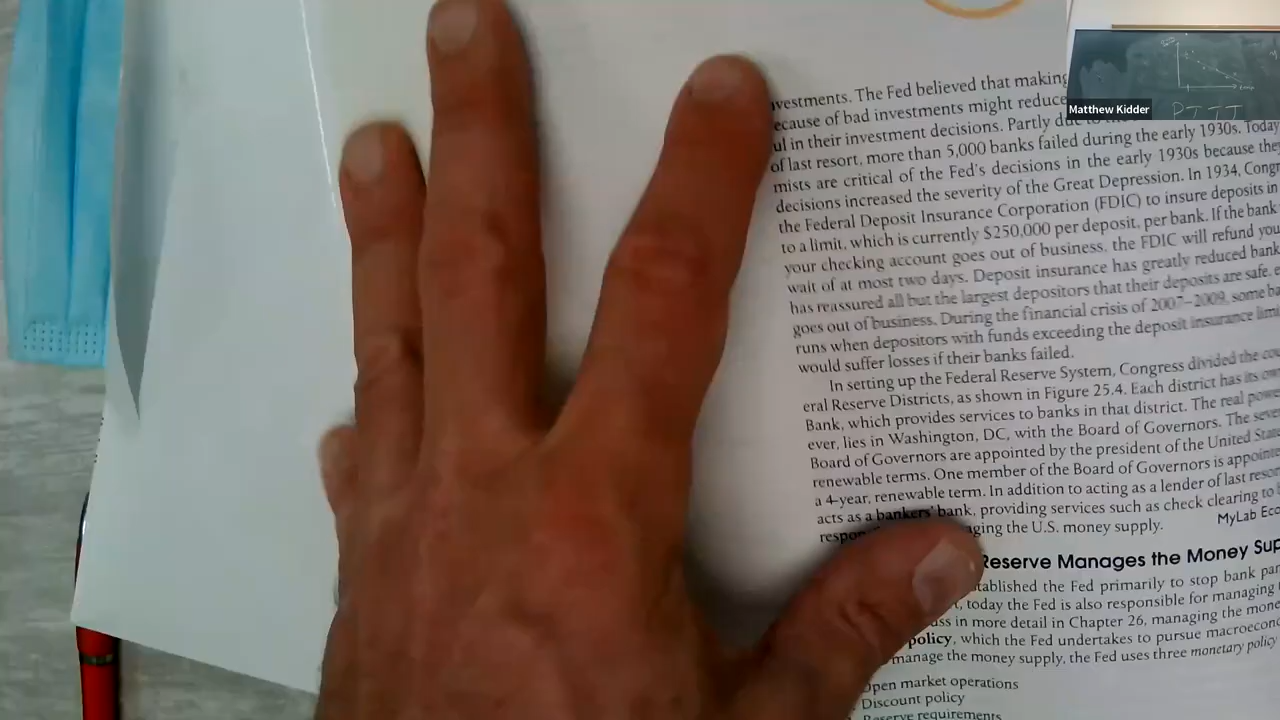 nvestments. The Fed believed that making
ecause of bad investments might reduce
ul in their investment decisions. Partly due to the
of last resort, more than 5,000 banks failed during the early 1930s. Today
mists are critical of the Fed's decisions in the early 1930s because they
decisions increased the severity of the Great Depression. In 1934, Congr
the Federal Deposit Insurance Corporation (FDIC) to insure deposits in
to a limit, which is currently $250,000 per deposit, per bank. If the bank
your checking account goes out of business, the FDIC will refund you
wait of at most two days. Deposit insurance has greatly reduced bank
has reassured all but the largest depositors that their deposits are safe, e
goes out of business. During the financial crisis of 2007–2009, some ba
runs when depositors with funds exceeding the deposit insurance limi
would suffer losses if their banks failed.
In setting up the Federal Reserve System, Congress divided the cou
eral Reserve Districts, as shown in Figure 25.4. Each district has its own
Bank, which provides services to banks in that district. The real powe
ever, lies in Washington, DC, with the Board of Governors. The seve
Board of Governors are appointed by the president of the United State
renewable terms. One member of the Board of Governors is appointe
a 4-year, renewable term. In addition to acting as a lender of last resor
acts as a bankers' bank, providing services such as check clearing to b
respon aging the U.S. money supply.
MyLab Eco
Reserve Manages the Money Sup
tablished the Fed primarily to stop bank pan
t, today the Fed is also responsible for managing
uss in more detail in Chapter 26, managing the mone
policy, which the Fed undertakes to pursue macroecono
manage the money supply, the Fed uses three monetary policy
Open market operations
Discount policy
Reserve requirements
Matthew Kidder